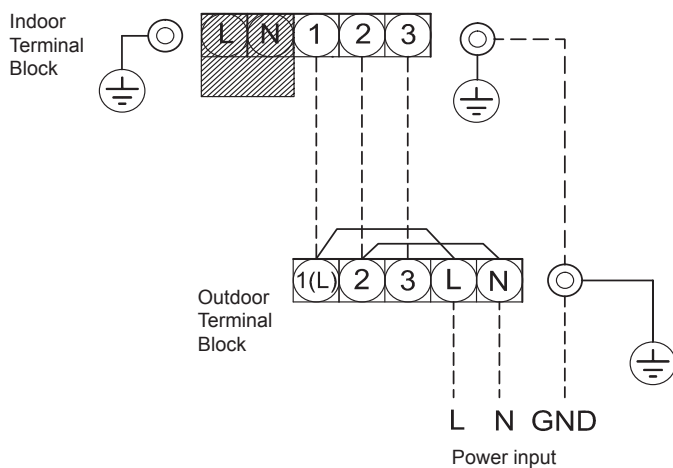 Indoor
Terminal
Block
L N 1 2 3
1(L) 2 3 L N
Outdoor
Terminal
Block
L N GND
Power input